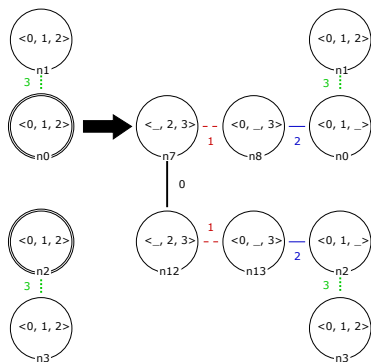 <0, 1, 2> <0, 1, 2>
n1 n1
3 3
<0, 1, 2> <_, 2, 3> <0, _, 3> <0, 1, _>
1 2
n0 n7 n8 n0
0
<0, 1, 2> <_, 2, 3> 1 <0, _, 3> <0, 1, _>
2
n2 n12 n13 n2
3 3
<0, 1, 2> <0, 1, 2>
n3 n3